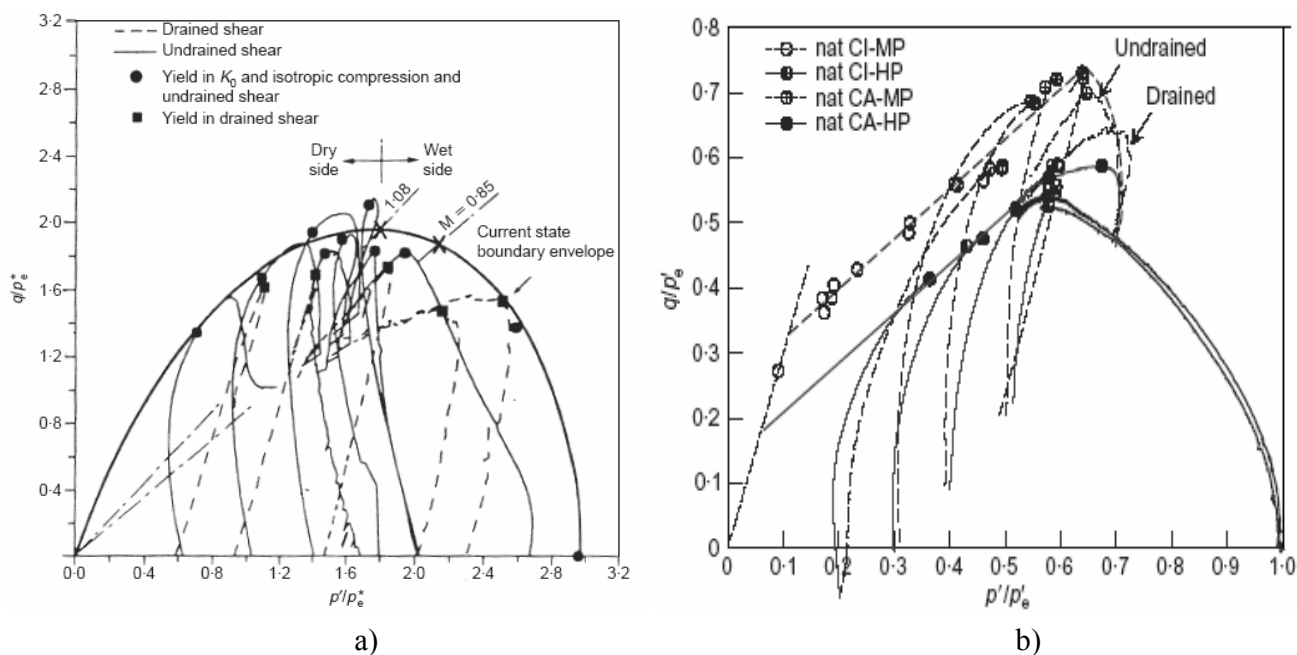 3·2
2·8
2·4
2·0
1·6
1·2
0·8
0·4
q/p*e
Drained shear
Undrained shear
Yield in K0 and isotropic compression and
undrained shear
Yield in drained shear
Dry
side
Wet
side
1·08
M = 0·85
Current state
boundary envelope
0·0
0·4
0·8
1·2
1·6
2·0
2·4
2·8
3·2
p'/p*e
a)
0·8
0·7
0·6
0·5
0·4
0·3
0·2
0·1
0
q/p'e
nat CI-MP
nat CI-HP
nat CA-MP
nat CA-HP
Undrained
Drained
0
0·1
0·2
0·3
0·4
0·5
0·6
0·7
0·8
0·9
1·0
p'/p'e
b)